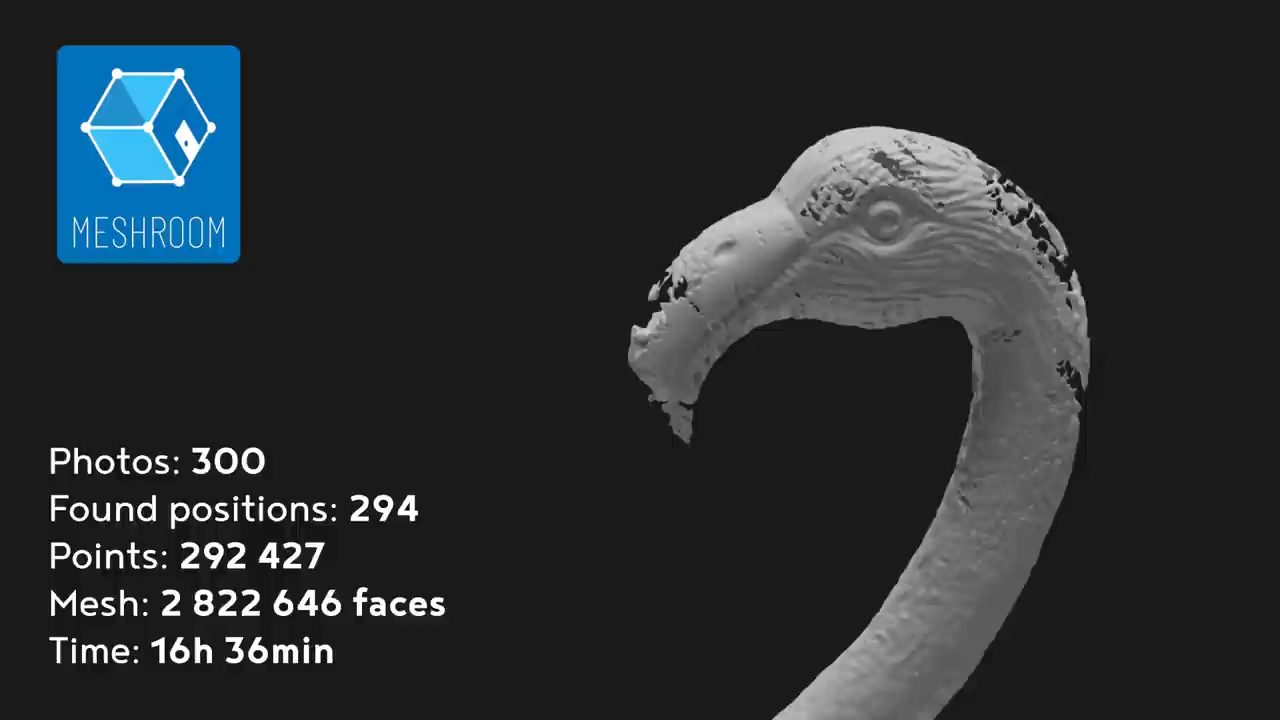 MESHROOM
Photos: 300
Found positions: 294
Points: 292 427
Mesh: 2 822 646 faces
Time: 16h 36min